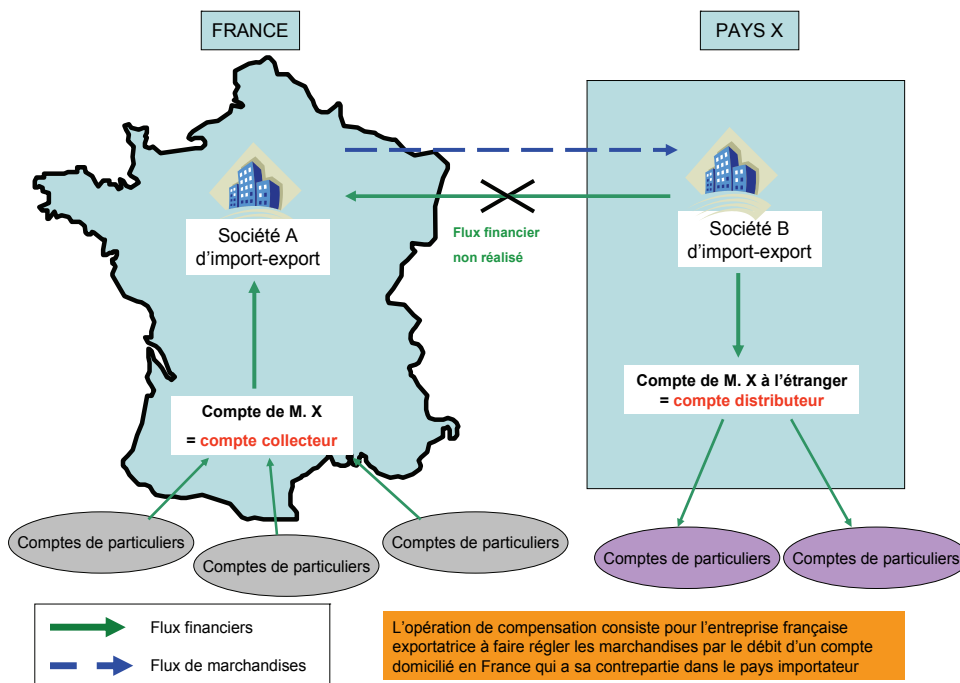 FRANCE
PAYS X
Société A
d'import-export
Flux financier
non réalisé
Société B
d'import-export
Compte de M. X
= compte collecteur
Compte de M. X à l'étranger
= compte distributeur
Comptes de particuliers
Comptes de particuliers
Comptes de particuliers
Comptes de particuliers
Comptes de particuliers
Flux financiers
Flux de marchandises
L'opération de compensation consiste pour l'entreprise française
exportatrice à faire régler les marchandises par le débit d'un compte
domicilié en France qui a sa contrepartie dans le pays importateur